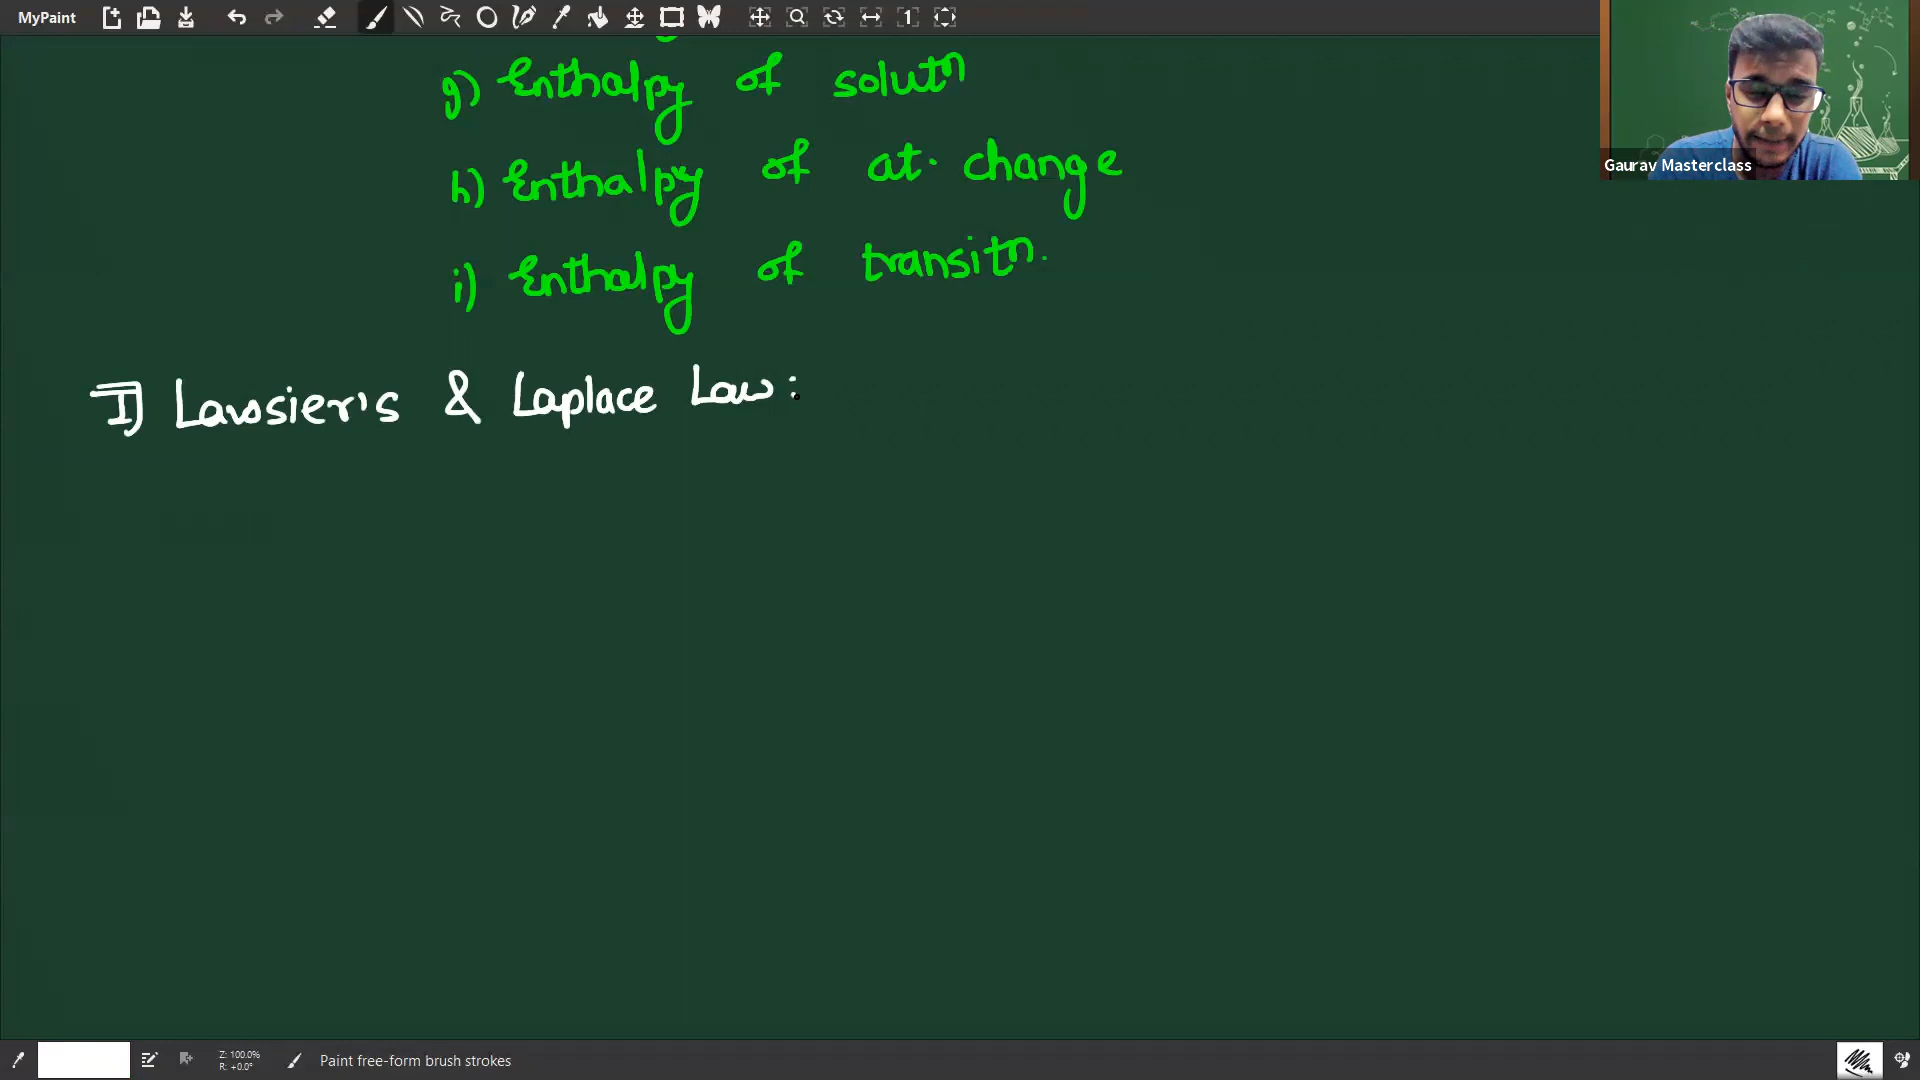 MyPaint
g) Enthalpy of solutn
h) Enthalpy of at. change
i) Enthalpy of transitn.
Gaurav Masterclass
I) Lavosier's & Laplace Law:
Z: 100.0%
R: +0.0°
Paint free-form brush strokes